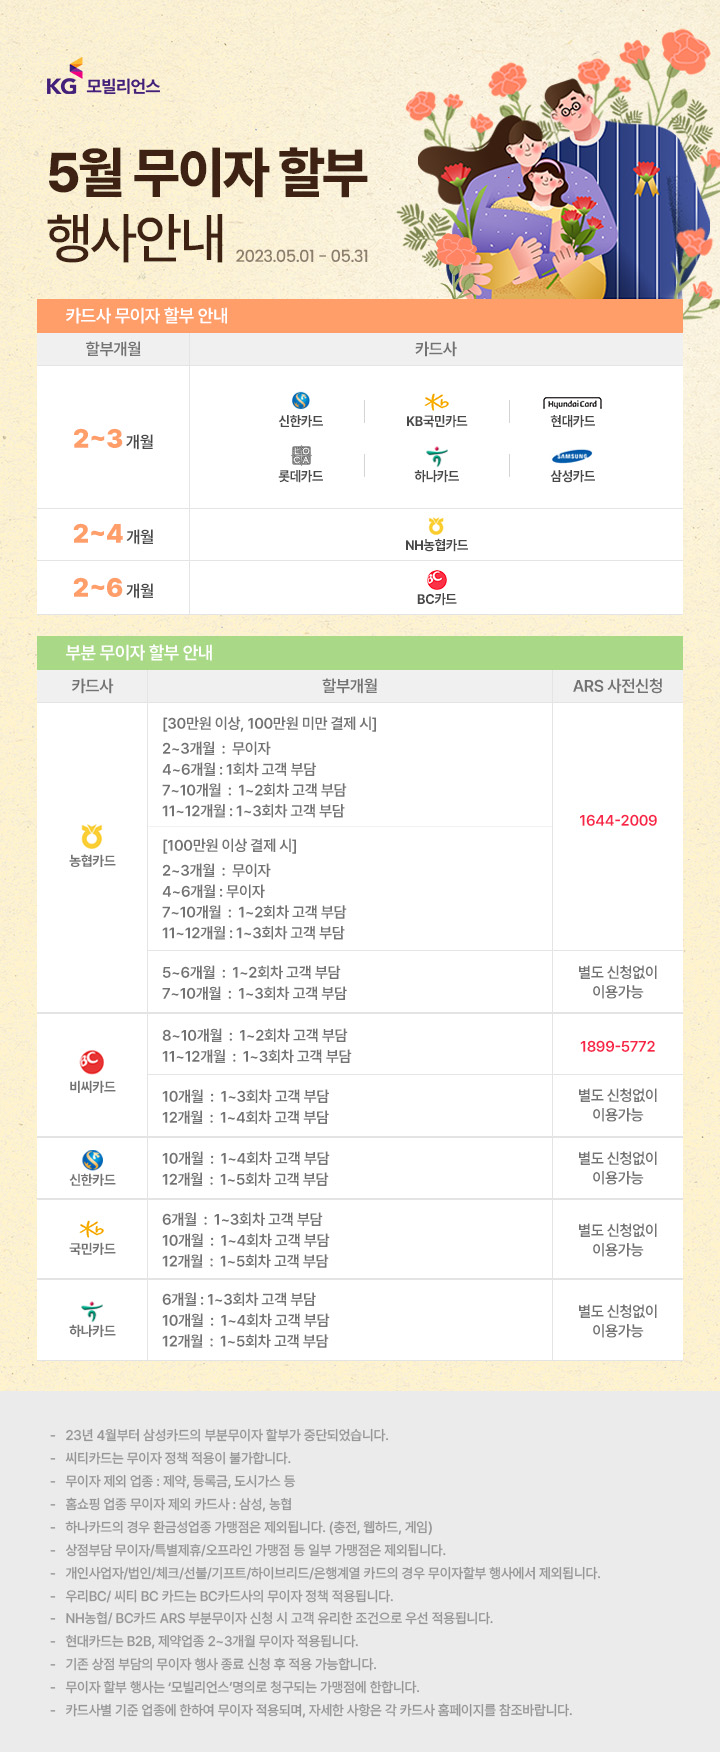 KG 모빌리언스
5월 무이자 할부
행사안내 2023.05.01 - 05.31
카드사 무이자 할부 안내
할부개월 카드사
2~3 개월
신한카드 KB국민카드 HyundaiCard 현대카드
LOCA 롯데카드 하나카드 SAMSUNG 삼성카드
2~4 개월 NH농협카드
2~6 개월 BC BC카드
부분 무이자 할부 안내
카드사 할부개월 ARS 사전신청
농협카드
[30만원 이상, 100만원 미만 결제 시]
2~3개월 : 무이자
4~6개월 : 1회차 고객 부담
7~10개월 : 1~2회차 고객 부담
11~12개월 : 1~3회차 고객 부담
[100만원 이상 결제 시]
2~3개월 : 무이자
4~6개월 : 무이자
7~10개월 : 1~2회차 고객 부담
11~12개월 : 1~3회차 고객 부담
1644-2009
5~6개월 : 1~2회차 고객 부담
7~10개월 : 1~3회차 고객 부담
별도 신청없이
이용가능
BC
비씨카드
8~10개월 : 1~2회차 고객 부담
11~12개월 : 1~3회차 고객 부담
1899-5772
10개월 : 1~3회차 고객 부담
12개월 : 1~4회차 고객 부담
별도 신청없이
이용가능
신한카드
10개월 : 1~4회차 고객 부담
12개월 : 1~5회차 고객 부담
별도 신청없이
이용가능
국민카드
6개월 : 1~3회차 고객 부담
10개월 : 1~4회차 고객 부담
12개월 : 1~5회차 고객 부담
별도 신청없이
이용가능
하나카드
6개월 : 1~3회차 고객 부담
10개월 : 1~4회차 고객 부담
12개월 : 1~5회차 고객 부담
별도 신청없이
이용가능
- 23년 4월부터 삼성카드의 부분무이자 할부가 중단되었습니다.
- 씨티카드는 무이자 정책 적용이 불가합니다.
- 무이자 제외 업종 : 제약, 등록금, 도시가스 등
- 홈쇼핑 업종 무이자 제외 카드사 : 삼성, 농협
- 하나카드의 경우 환금성업종 가맹점은 제외됩니다. (충전, 웹하드, 게임)
- 상점부담 무이자/특별제휴/오프라인 가맹점 등 일부 가맹점은 제외됩니다.
- 개인사업자/법인/체크/선불/기프트/하이브리드/은행계열 카드의 경우 무이자할부 행사에서 제외됩니다.
- 우리BC/ 씨티 BC 카드는 BC카드사의 무이자 정책 적용됩니다.
- NH농협/ BC카드 ARS 부분무이자 신청 시 고객 유리한 조건으로 우선 적용됩니다.
- 현대카드는 B2B, 제약업종 2~3개월 무이자 적용됩니다.
- 기존 상점 부담의 무이자 행사 종료 신청 후 적용 가능합니다.
- 무이자 할부 행사는 ‘모빌리언스’명의로 청구되는 가맹점에 한합니다.
- 카드사별 기준 업종에 한하여 무이자 적용되며, 자세한 사항은 각 카드사 홈페이지를 참조바랍니다.